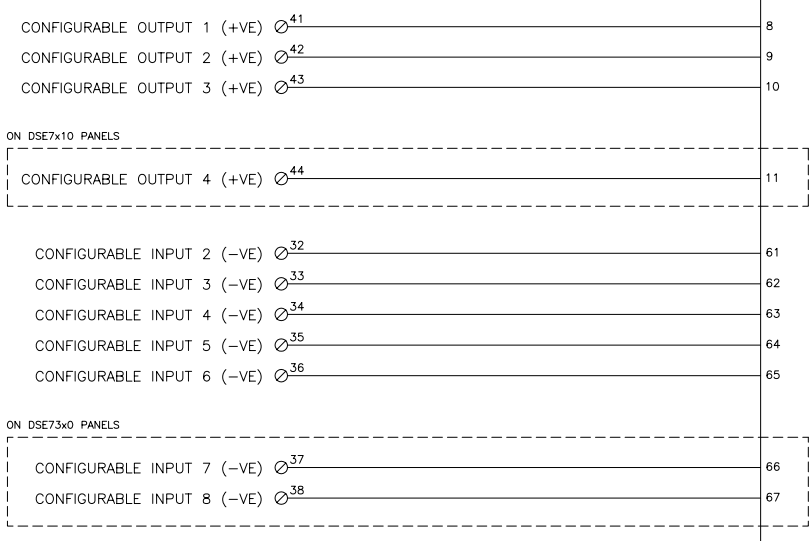 CONFIGURABLE OUTPUT 1 (+VE) 41 8
CONFIGURABLE OUTPUT 2 (+VE) 42 9
CONFIGURABLE OUTPUT 3 (+VE) 43 10
ON DSE7x10 PANELS
CONFIGURABLE OUTPUT 4 (+VE) 44 11
CONFIGURABLE INPUT 2 (−VE) 32 61
CONFIGURABLE INPUT 3 (−VE) 33 62
CONFIGURABLE INPUT 4 (−VE) 34 63
CONFIGURABLE INPUT 5 (−VE) 35 64
CONFIGURABLE INPUT 6 (−VE) 36 65
ON DSE73x0 PANELS
CONFIGURABLE INPUT 7 (−VE) 37 66
CONFIGURABLE INPUT 8 (−VE) 38 67